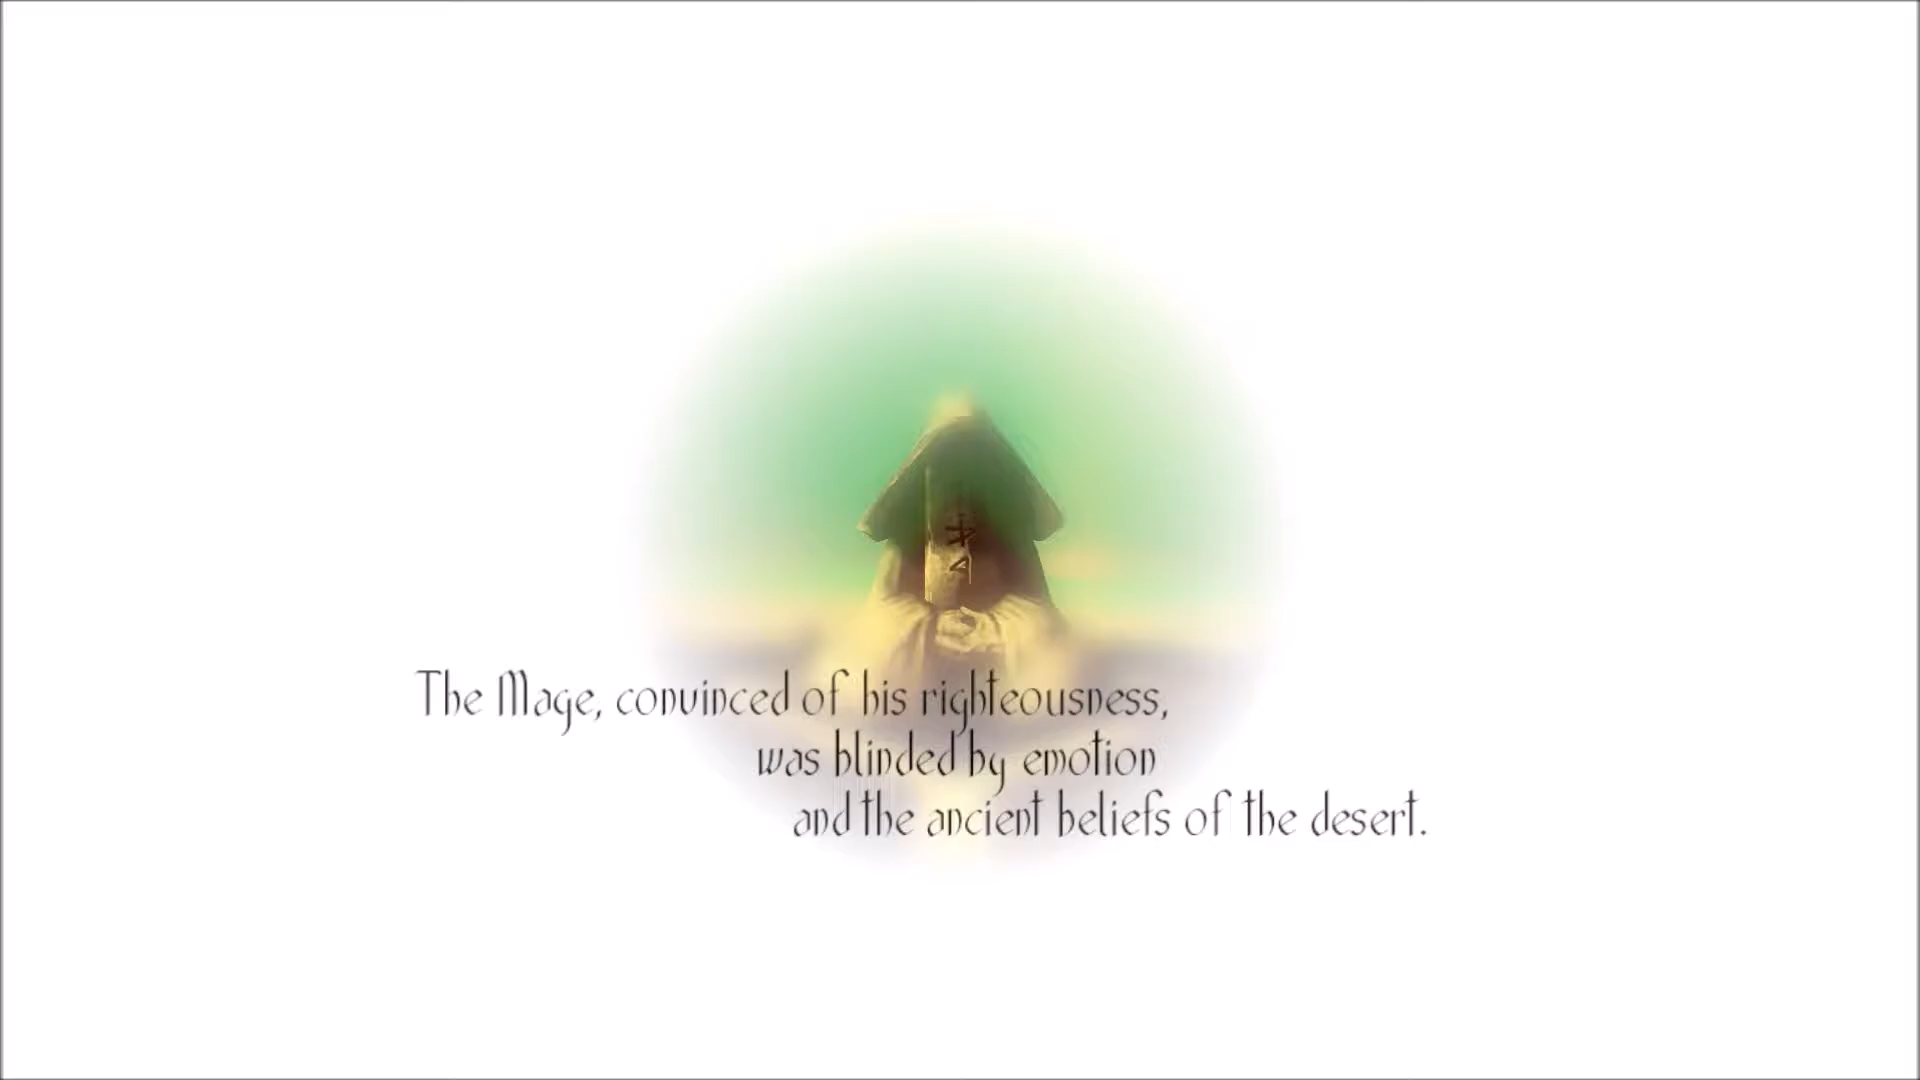 The Mage, convinced of his righteousness,
was blinded by emotion
and the ancient beliefs of the desert.